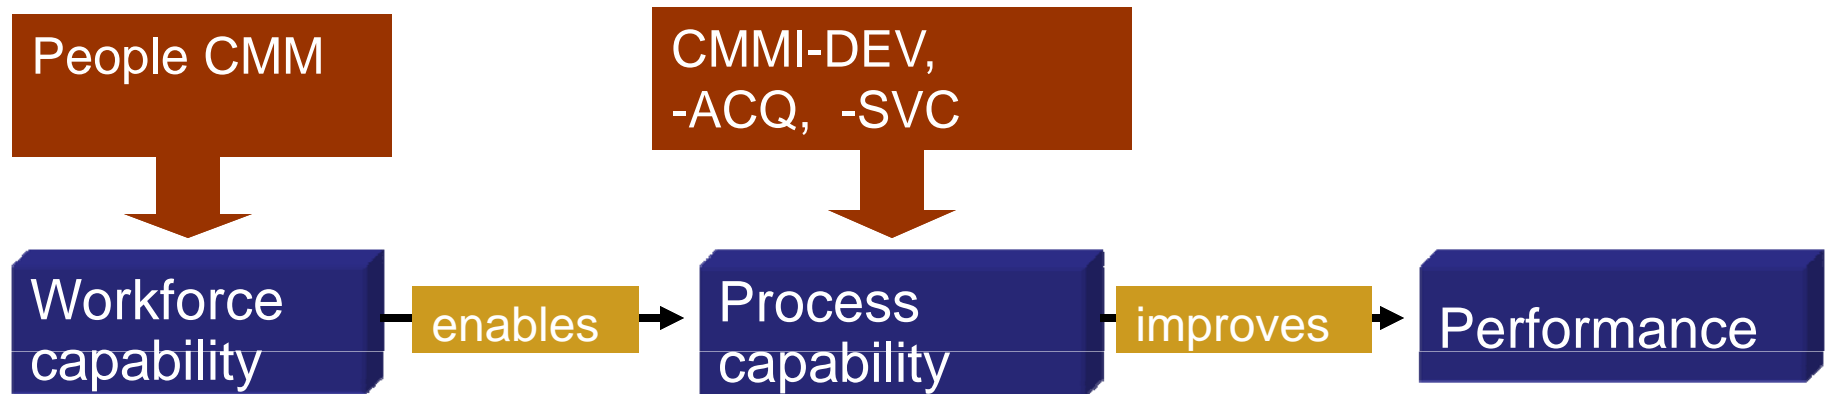 People CMM
CMMI-DEV,
-ACQ, -SVC
Workforce
capability
enables
Process
capability
improves
Performance